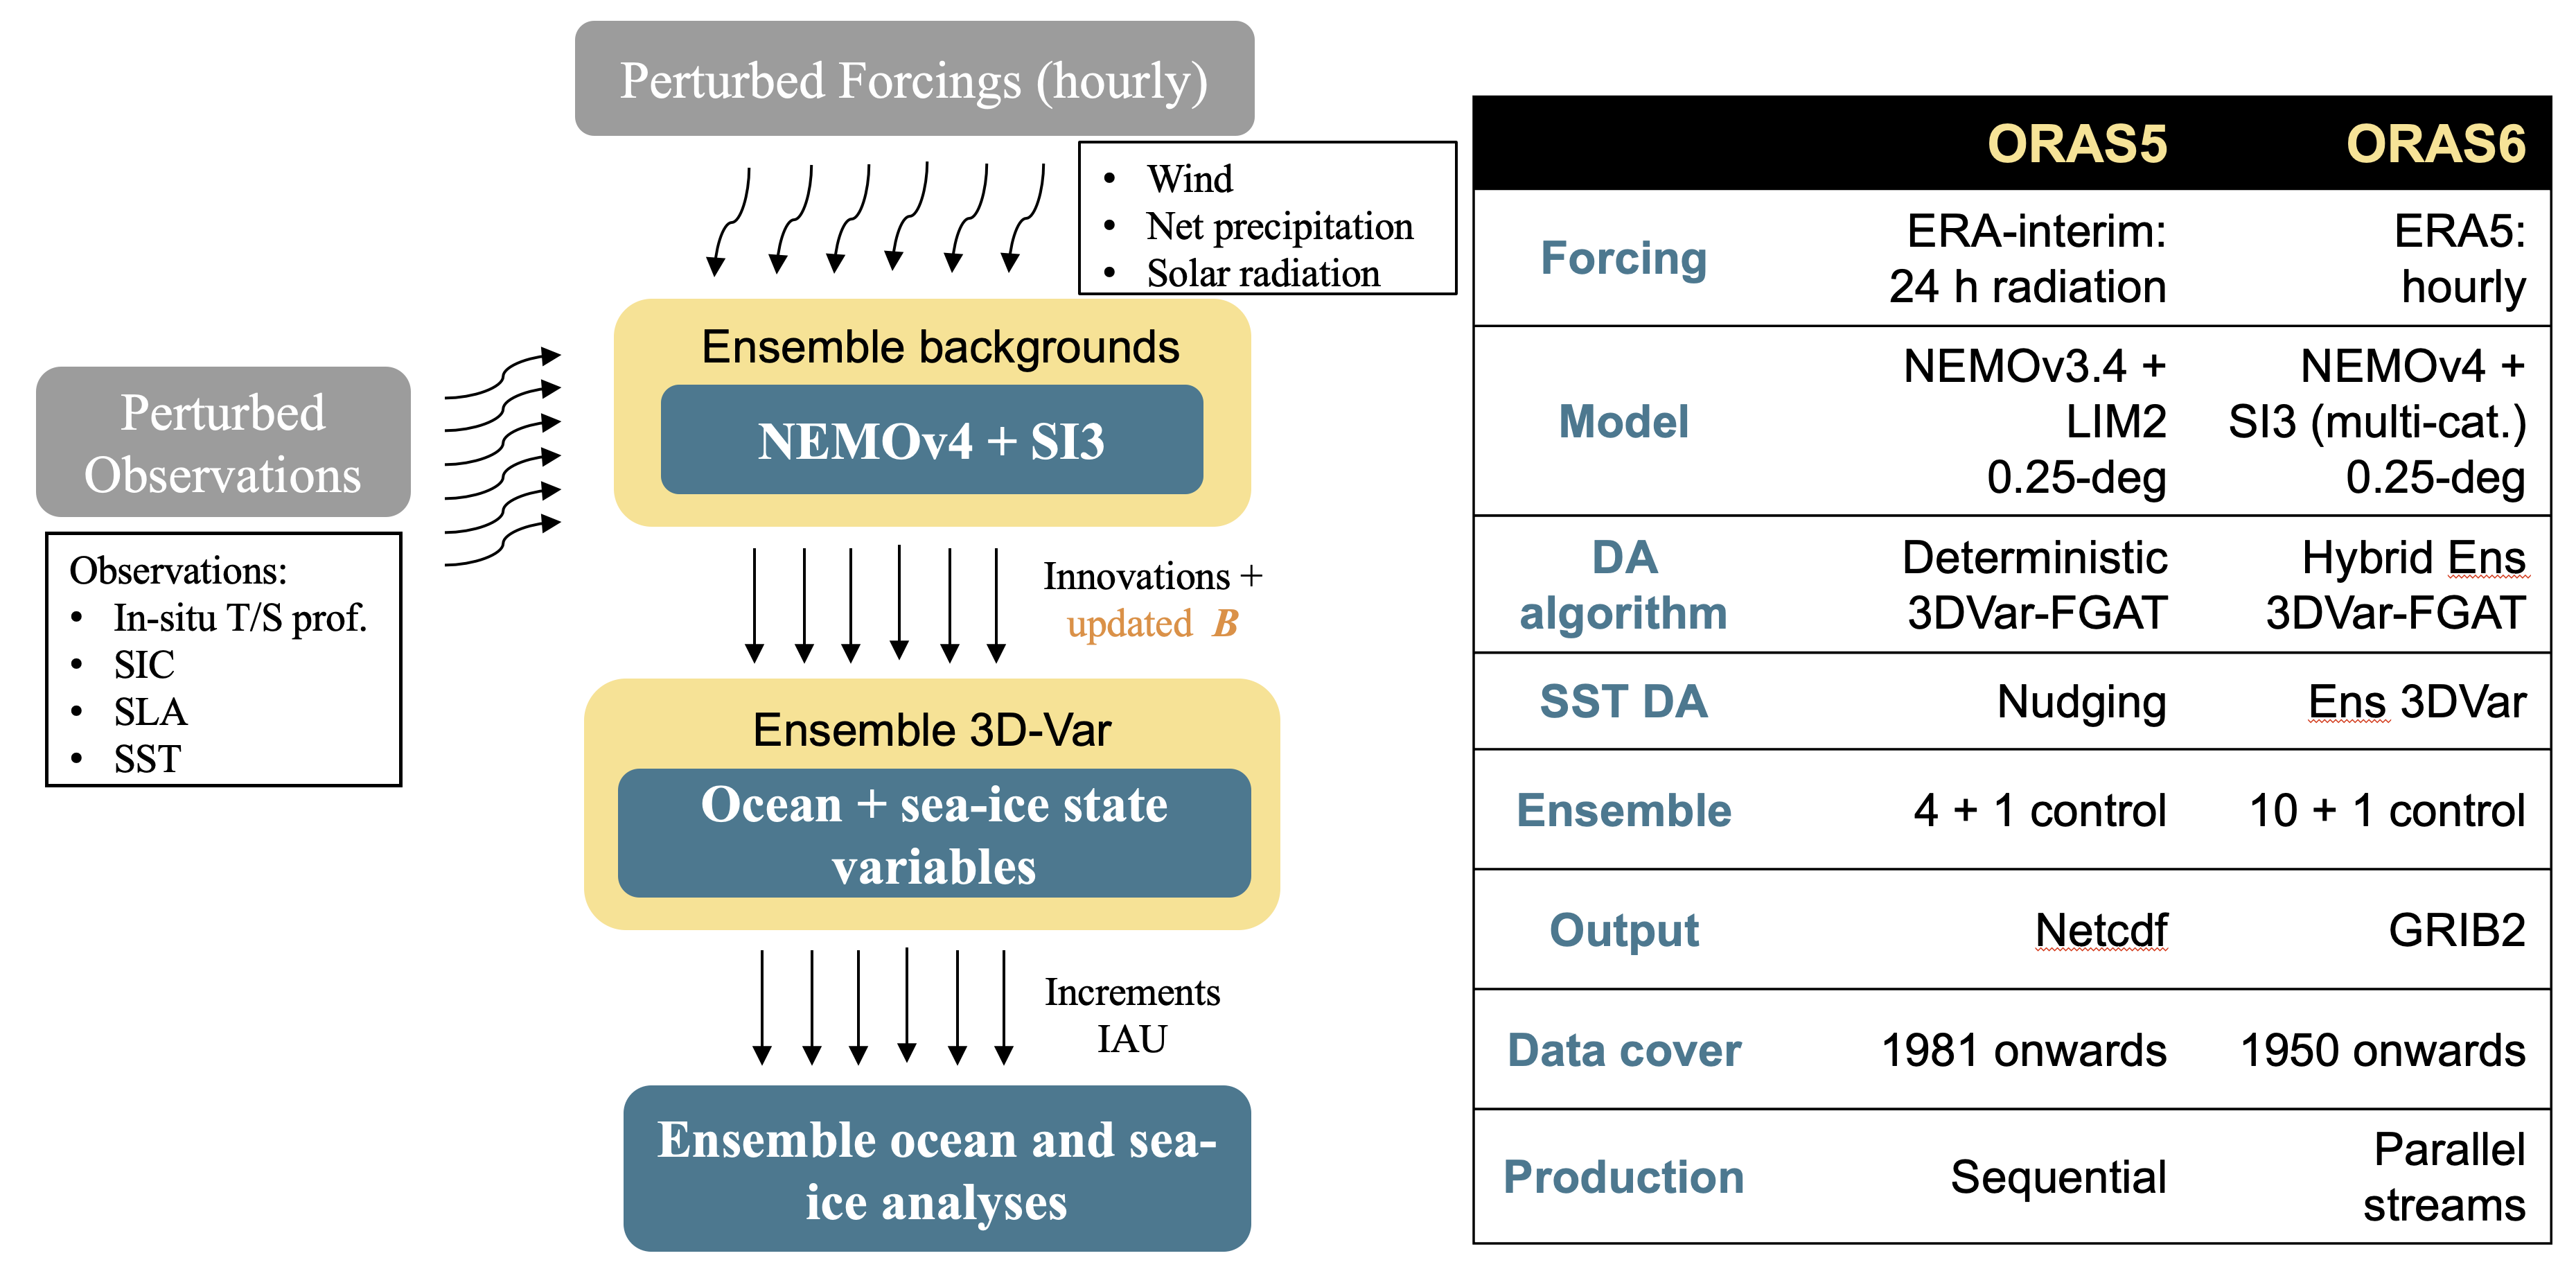 Perturbed Forcings (hourly)
• Wind
• Net precipitation
• Solar radiation
Perturbed
Observations
Observations:
• In-situ T/S prof.
• SIC
• SLA
• SST
Ensemble backgrounds
NEMOv4 + SI3
Innovations +
updated B
Ensemble 3D-Var
Ocean + sea-ice state
variables
Increments
IAU
Ensemble ocean and sea-
ice analyses
ORAS5 ORAS6
Forcing
ERA-interim:
24 h radiation
ERA5:
hourly
Model
NEMOv3.4 +
LIM2
0.25-deg
NEMOv4 +
SI3 (multi-cat.)
0.25-deg
DA
algorithm
Deterministic
3DVar-FGAT
Hybrid Ens
3DVar-FGAT
SST DA Nudging Ens 3DVar
Ensemble 4 + 1 control 10 + 1 control
Output Netcdf GRIB2
Data cover 1981 onwards 1950 onwards
Production Sequential
Parallel
streams